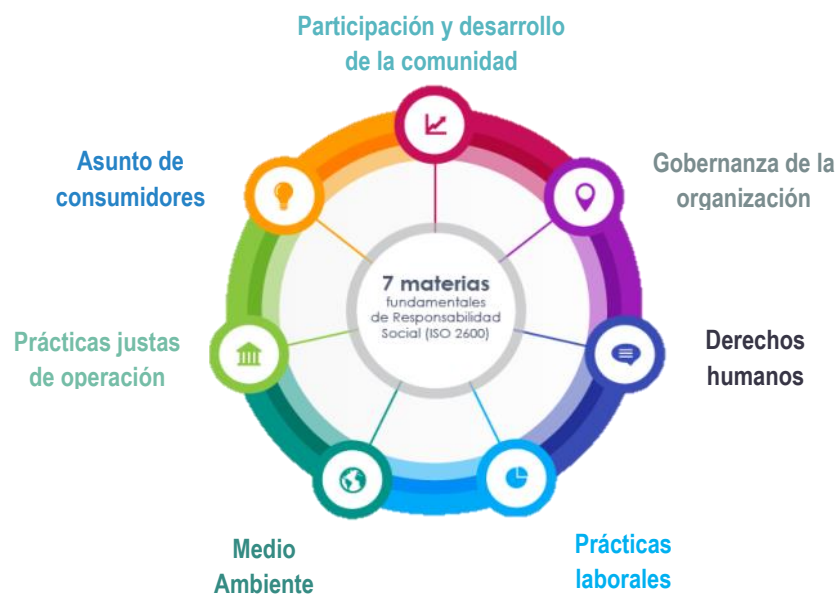 Participación y desarrollo
de la comunidad
Asunto de
consumidores
Gobernanza de la
organización
7 materias
fundamentales
de Responsabilidad
Social (ISO 2600)
Prácticas justas
de operación
Derechos
humanos
Medio
Ambiente
Prácticas
laborales